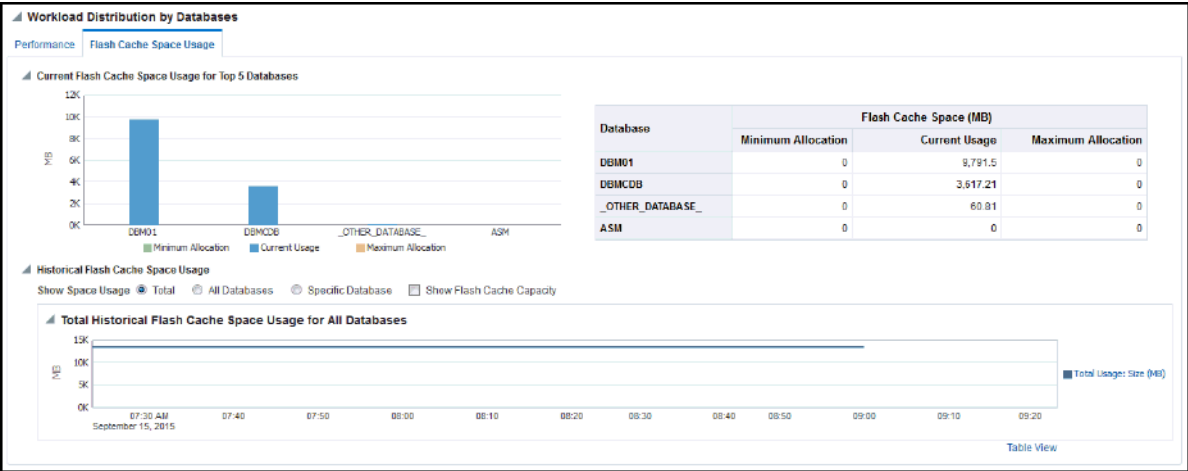 Workload Distribution by Databases
Performance Flash Cache Space Usage
Current Flash Cache Space Usage for Top 5 Databases
12K
10K
8K
6K
4K
2K
0K
MB
DBM01 DBMCDB _OTHER_DATABASE_ ASM
Minimum Allocation Current Usage Maximum Allocation
Database Flash Cache Space (MB)
Minimum Allocation Current Usage Maximum Allocation
DBM01 0 9,791.5 0
DBMCDB 0 3,617.21 0
_OTHER_DATABASE_ 0 60.81 0
ASM 0 0 0
Historical Flash Cache Space Usage
Show Space Usage Total All Databases Specific Database Show Flash Cache Capacity
Total Historical Flash Cache Space Usage for All Databases
15K
10K
5K
0K
MB
07:30 AM 07:40 07:50 08:00 08:10 08:20 08:30 08:40 08:50 09:00 09:10 09:20
September 15, 2015
Total Usage: Size (MB)
Table View